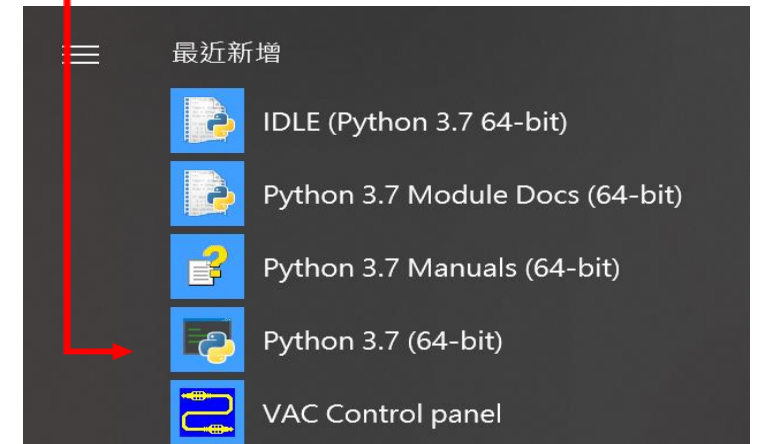 最近新增
IDLE (Python 3.7 64-bit)
Python 3.7 Module Docs (64-bit)
Python 3.7 Manuals (64-bit)
Python 3.7 (64-bit)
VAC Control panel